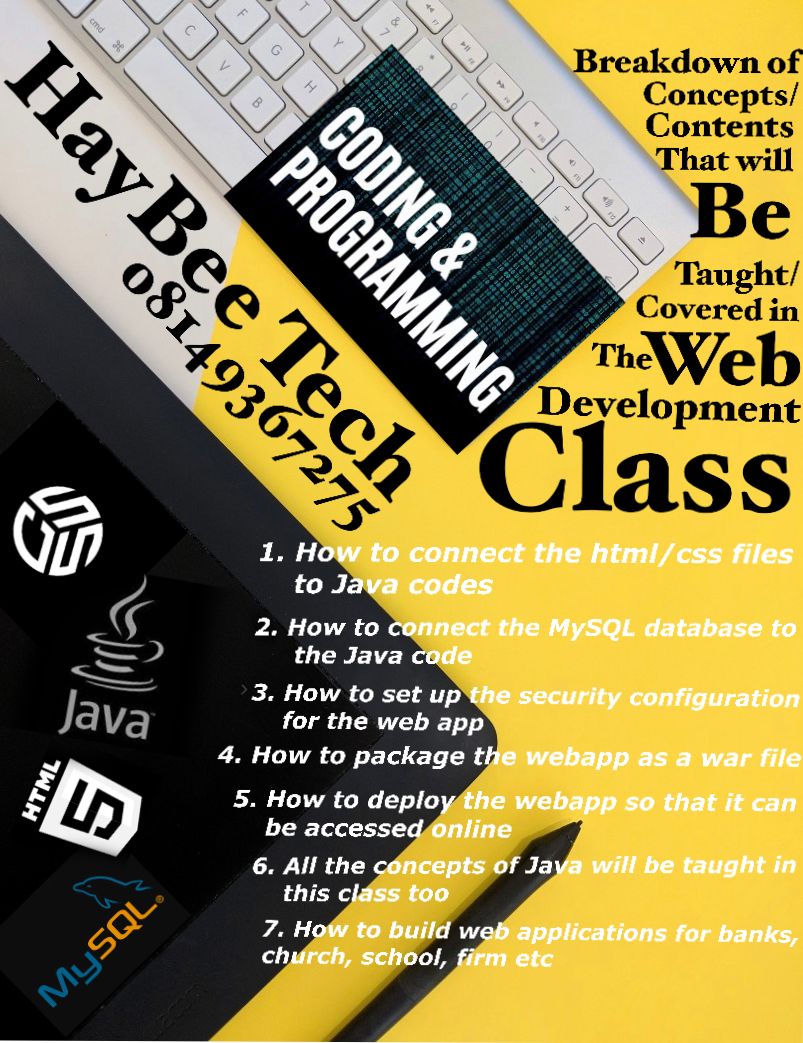 Breakdown of
Concepts/
Contents
That will
Be
Taught/
Covered in
The Web
Development
Class
HayBee Tech
08149367275
CODING &
PROGRAMMING
1. How to connect the html/css files
to Java codes
2. How to connect the MySQL database to
the Java code
3. How to set up the security configuration
for the web app
4. How to package the webapp as a war file
5. How to deploy the webapp so that it can
be accessed online
6. All the concepts of Java will be taught in
this class too
7. How to build web applications for banks,
church, school, firm etc
Java
HTML
5
MySQL®
cmd
F
T
Y
C
G
V
H
B
&
7
*
8